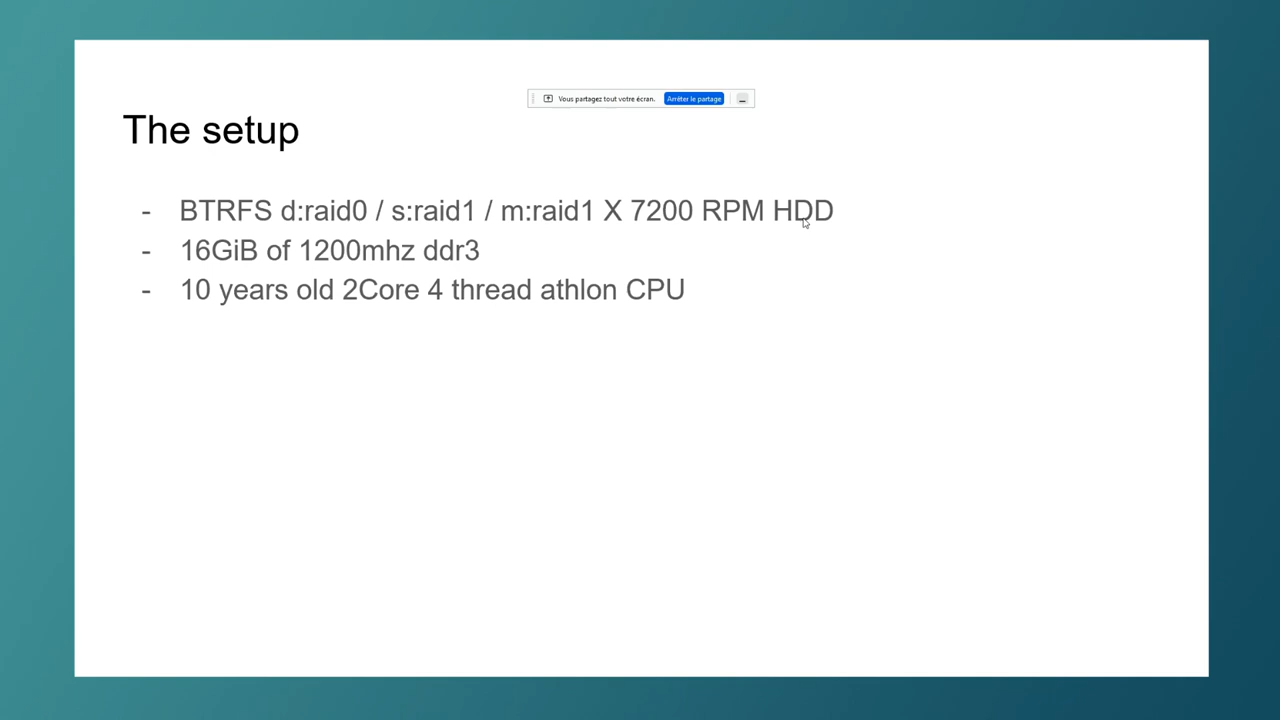 Vous partagez tout votre écran. Arrêter le partage
The setup
- BTRFS d:raid0 / s:raid1 / m:raid1 X 7200 RPM HDD
- 16GiB of 1200mhz ddr3
- 10 years old 2Core 4 thread athlon CPU